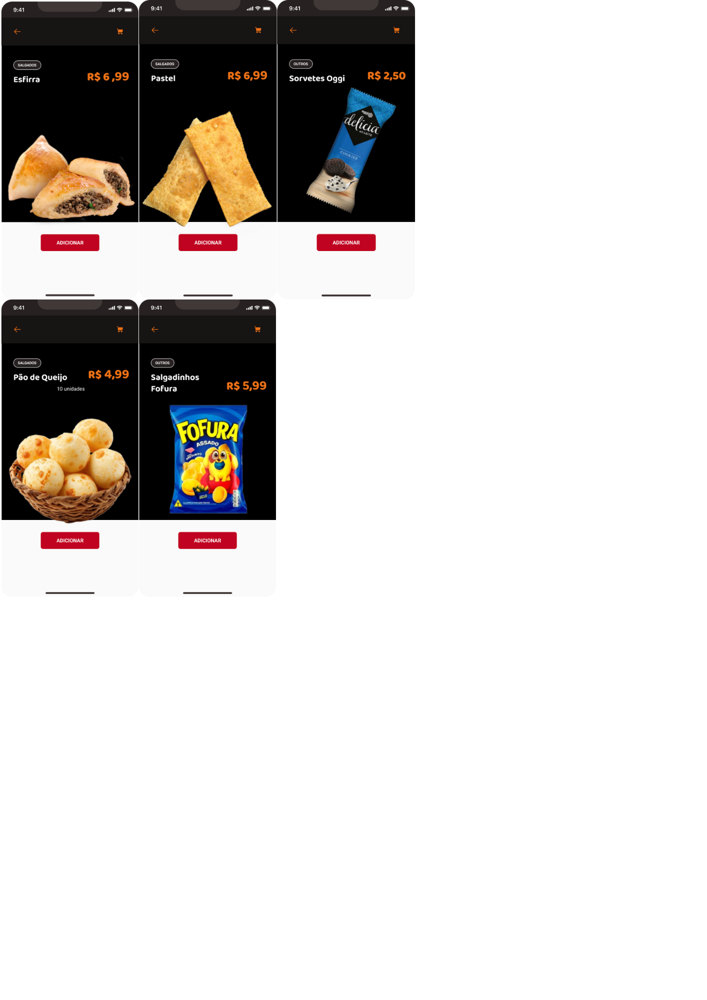 9:41
SALGADOS
Esfirra
R$ 6 ,99
ADICIONAR
9:41
SALGADOS
Pastel
R$ 6,99
ADICIONAR
9:41
OUTROS
Sorvetes Oggi
R$ 2,50
oggi
delícia
AO LEITE
COOKIES
ADICIONAR
9:41
SALGADOS
Pão de Queijo
R$ 4,99
10 unidades
ADICIONAR
9:41
OUTROS
Salgadinhos
Fofura
R$ 5,99
FOFURA
ASSADO
PRESUNTO
T
ADICIONAR